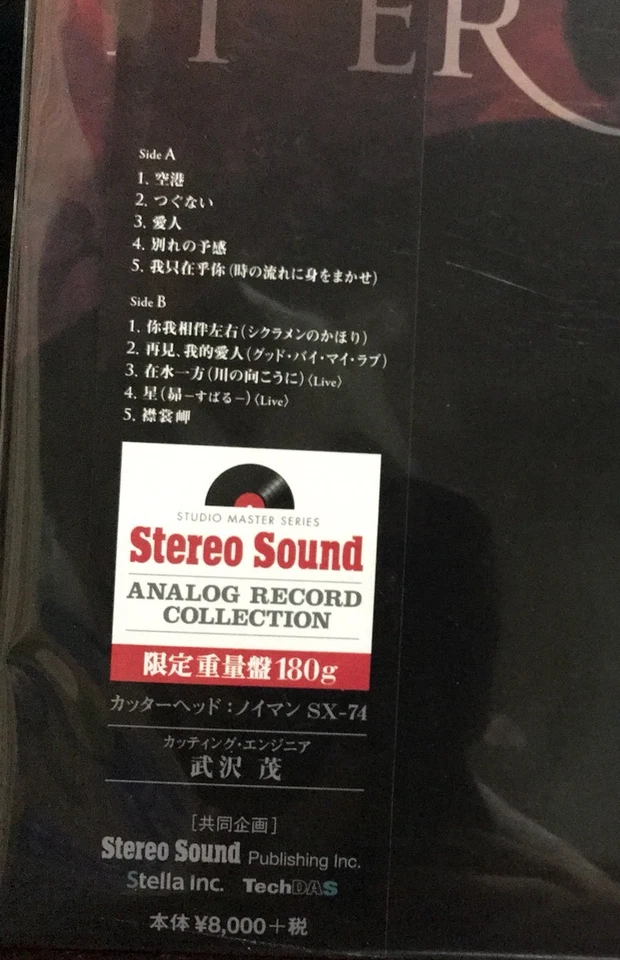 T ER
Side A
1. 空港
2. つぐない
3. 愛人
4. 別れの予感
5. 我只在乎你(時の流れに身をまかせ)
Side B
1. 你我相伴左右(シクラメンのかほり)
2. 再見、我的愛人(グッド・バイ・マイ・ラブ)
3. 在水一方(川の向こうに)〈Live〉
4. 星(昴－すばる－)〈Live〉
5. 襟裳岬
STUDIO MASTER SERIES
Stereo Sound
ANALOG RECORD
COLLECTION
限定重量盤180g
カッターヘッド：ノイマン SX-74
カッティング・エンジニア
武沢 茂
［共同企画］
Stereo Sound Publishing Inc.
Stella Inc. TechDAS
本体¥8,000＋税